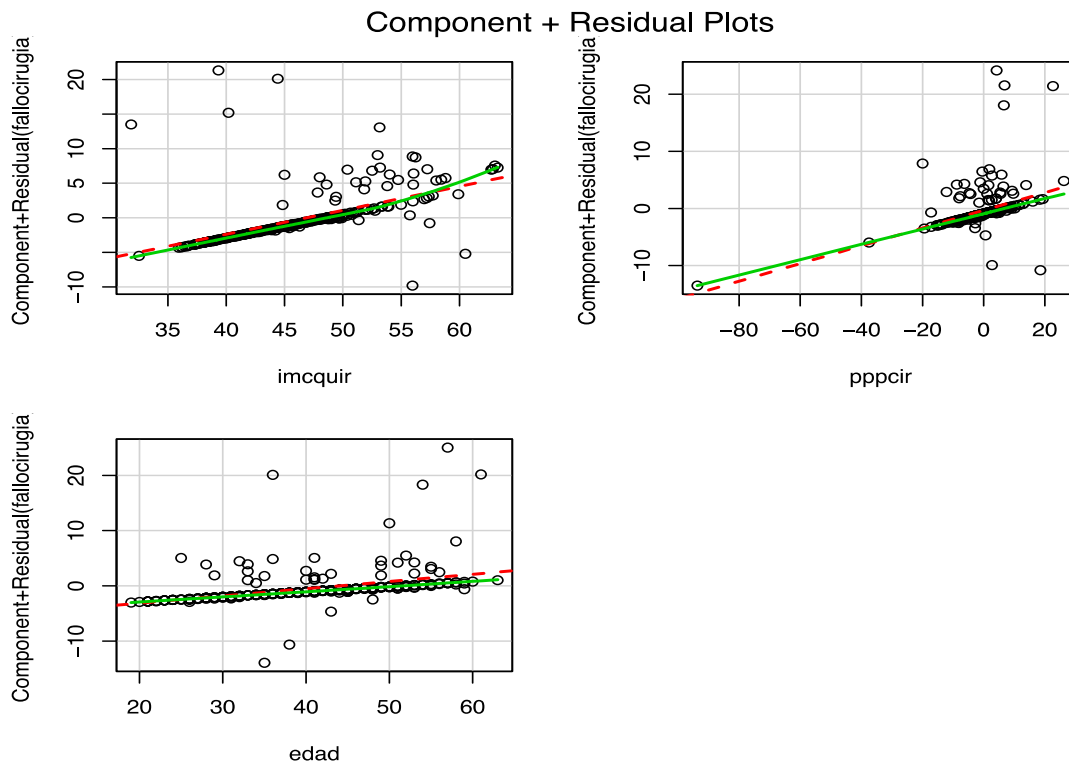 Component + Residual Plots
Component+Residual(fallocirugia)
20
10
5
0
−10
35 40 45 50 55 60
imcquir
Component+Residual(fallocirugia)
20
10
0
−10
−80 −60 −40 −20 0 20
pppcir
Component+Residual(fallocirugia)
20
10
0
−10
20 30 40 50 60
edad